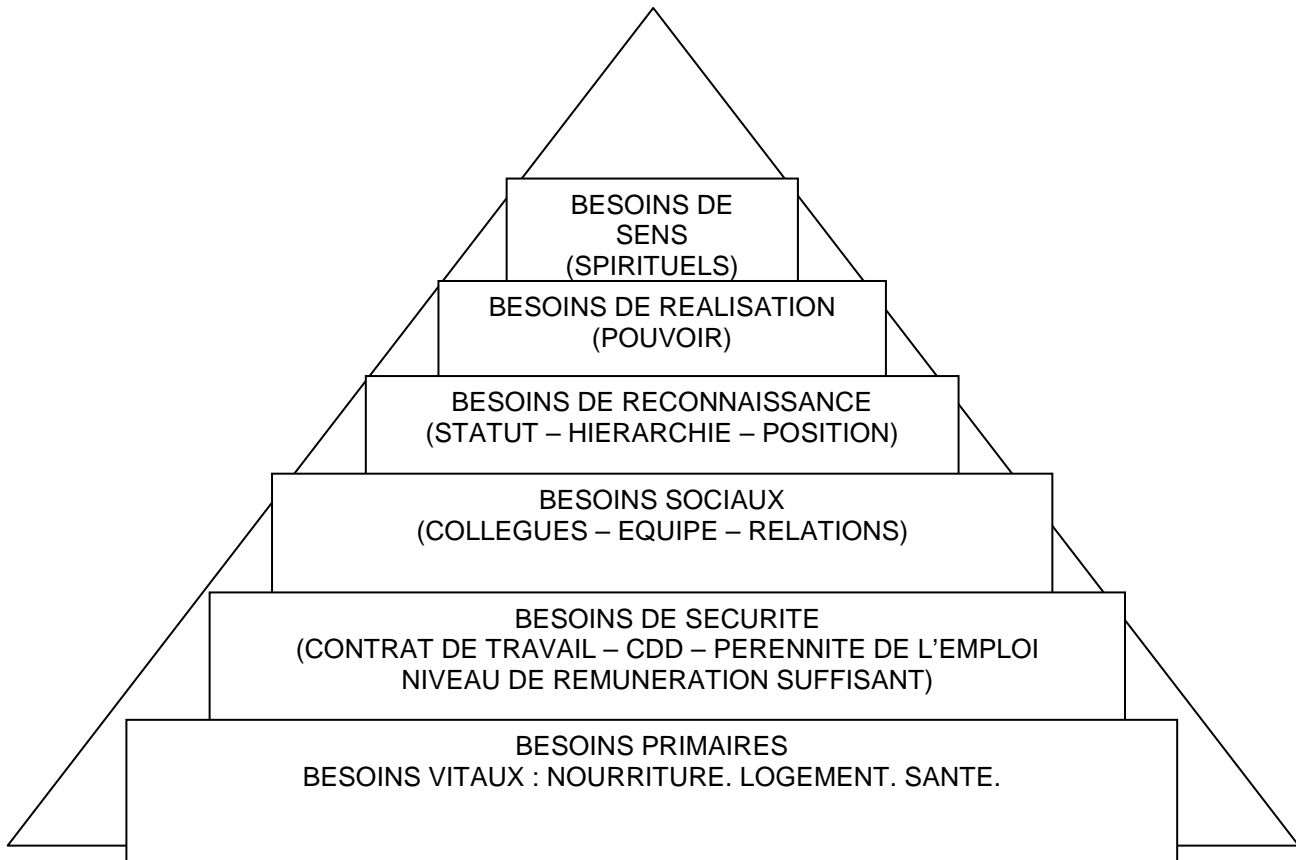 BESOINS DE
SENS
(SPIRITUELS)
BESOINS DE REALISATION
(POUVOIR)
BESOINS DE RECONNAISSANCE
(STATUT – HIERARCHIE – POSITION)
BESOINS SOCIAUX
(COLLEGUES – EQUIPE – RELATIONS)
BESOINS DE SECURITE
(CONTRAT DE TRAVAIL – CDD – PERENNITE DE L’EMPLOI
NIVEAU DE REMUNERATION SUFFISANT)
BESOINS PRIMAIRES
BESOINS VITAUX : NOURRITURE. LOGEMENT. SANTE.